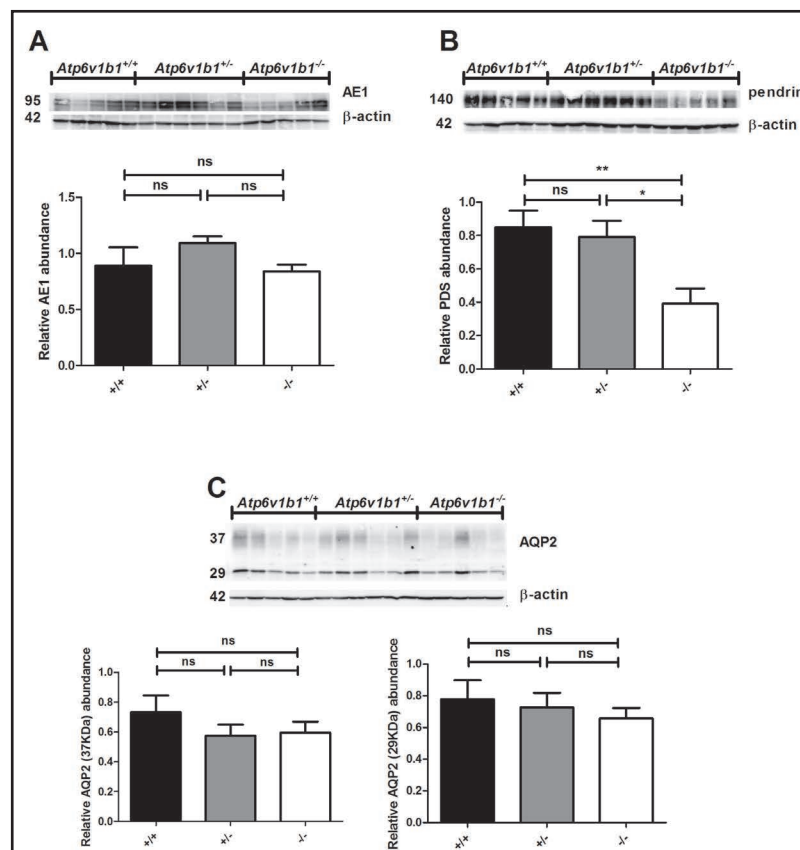 A
Atp6v1b1+/+ Atp6v1b1+/- Atp6v1b1-/-
95 AE1
42 β-actin
ns
ns ns
Relative AE1 abundance
1.5
1.0
0.5
0.0
+/+ +/- -/-
B
Atp6v1b1+/+ Atp6v1b1+/- Atp6v1b1-/-
140 pendrin
42 β-actin
**
ns *
Relative PDS abundance
1.0
0.8
0.6
0.4
0.2
0.0
+/+ +/- -/-
C
Atp6v1b1+/+ Atp6v1b1+/- Atp6v1b1-/-
37 AQP2
29
42 β-actin
ns
ns ns
Relative AQP2 (37KDa) abundance
1.0
0.8
0.6
0.4
0.2
0.0
+/+ +/- -/-
ns
ns ns
Relative AQP2 (29KDa) abundance
1.0
0.8
0.6
0.4
0.2
0.0
+/+ +/- -/-